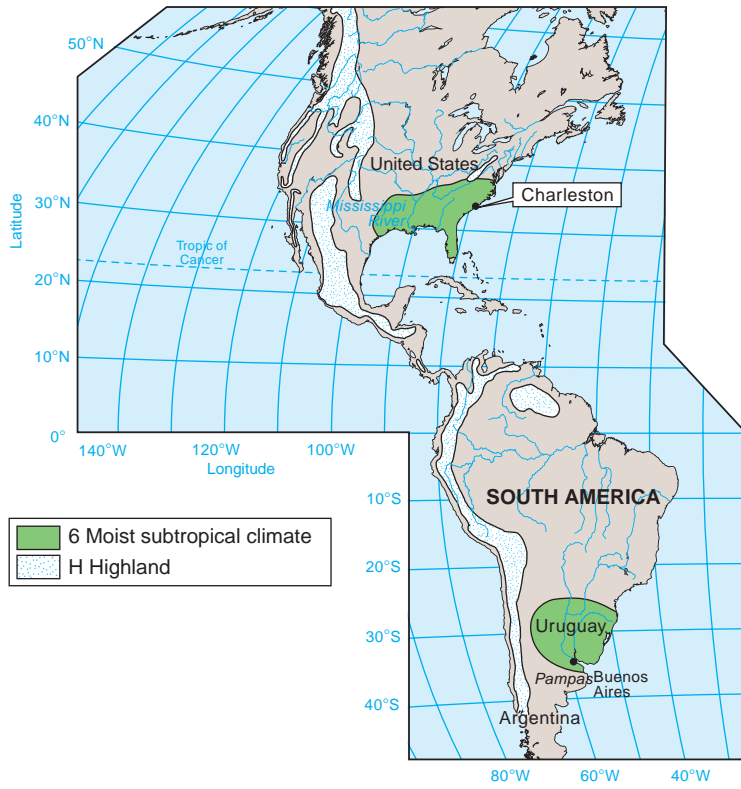 50°N
40°N
United States
Charleston
30°N
Mississippi
River
Latitude
Tropic of
Cancer
20°N
10°N
0°
140°W
120°W
100°W
Longitude
10°S
SOUTH AMERICA
6 Moist subtropical climate
H Highland
20°S
Uruguay
30°S
Pampas
Buenos
Aires
40°S
Argentina
80°W
60°W
40°W